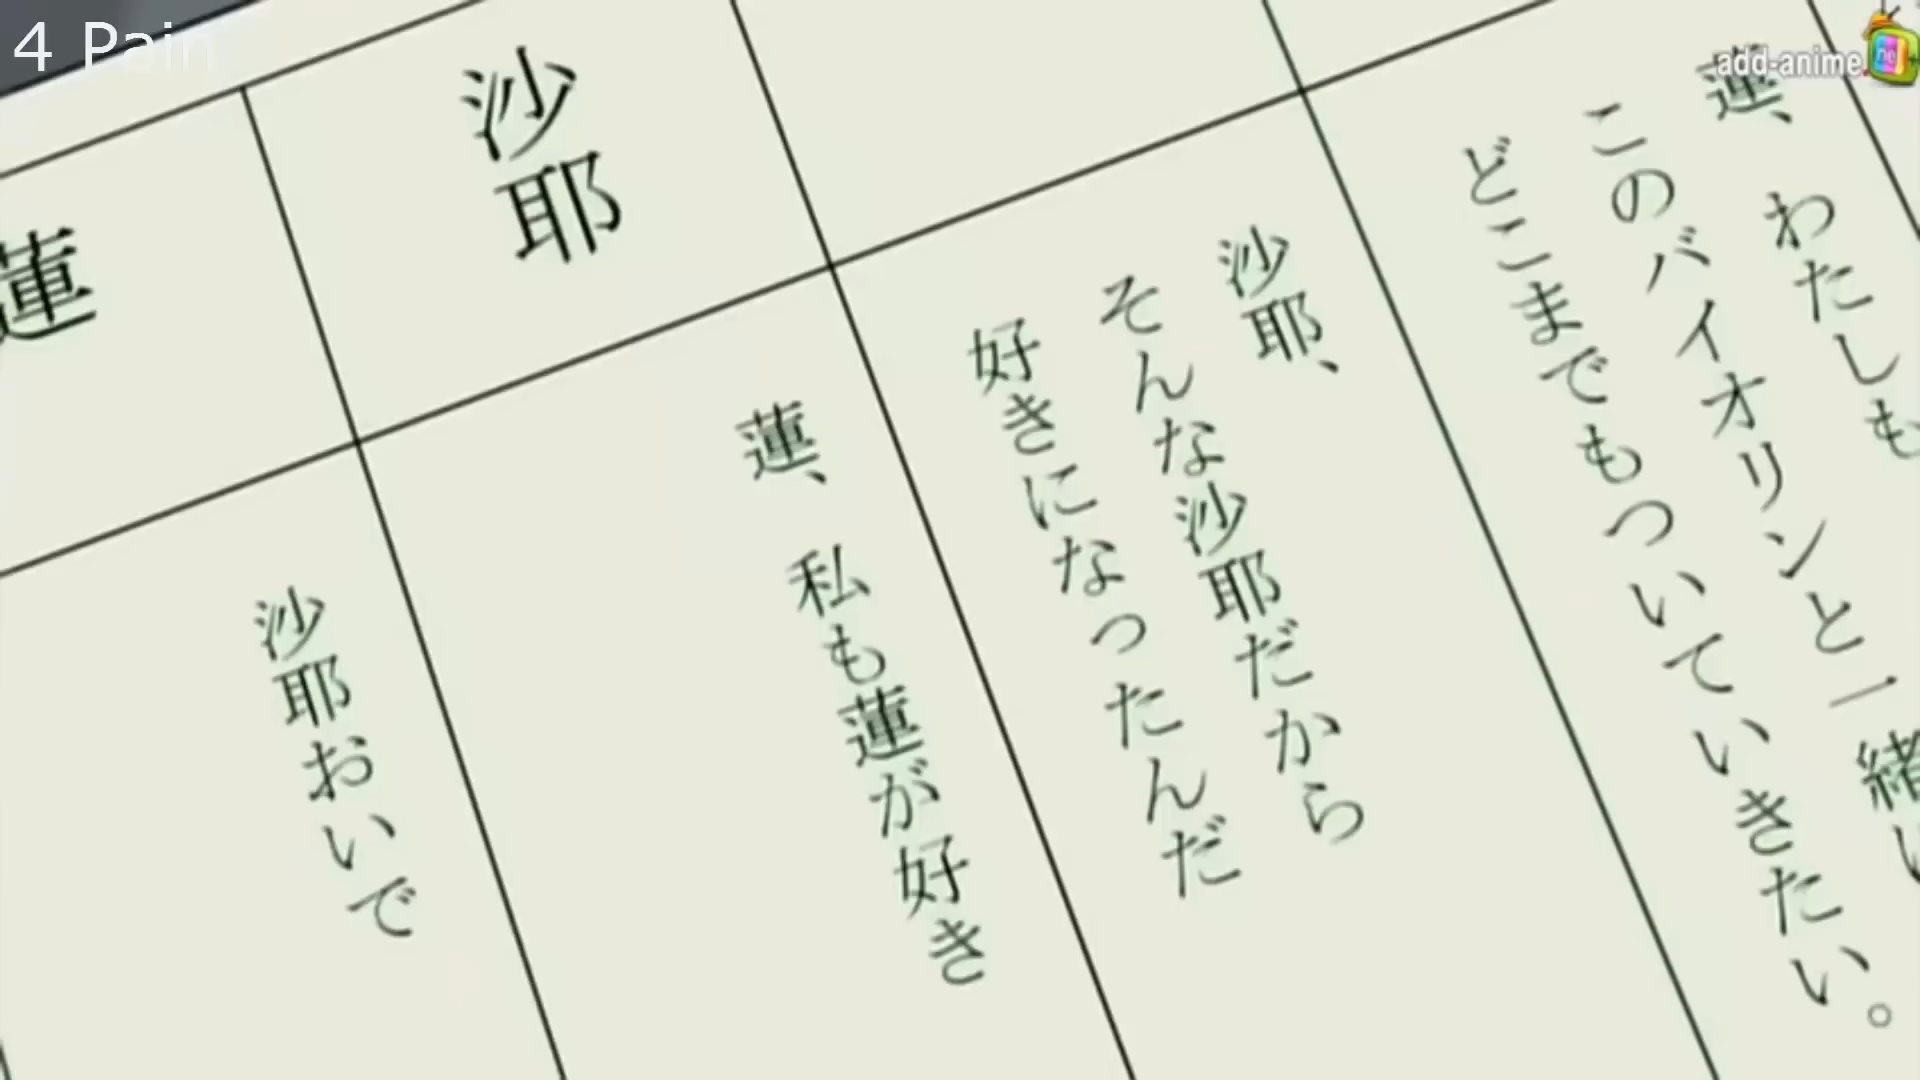 4 Pain
add-anime
蓮、わたしも
このバイオリンと一緒に
どこまでもついていきたい。
沙耶、
そんな沙耶だから
好きになったんだ
沙耶
蓮、私も蓮が好き
蓮
沙耶おいで